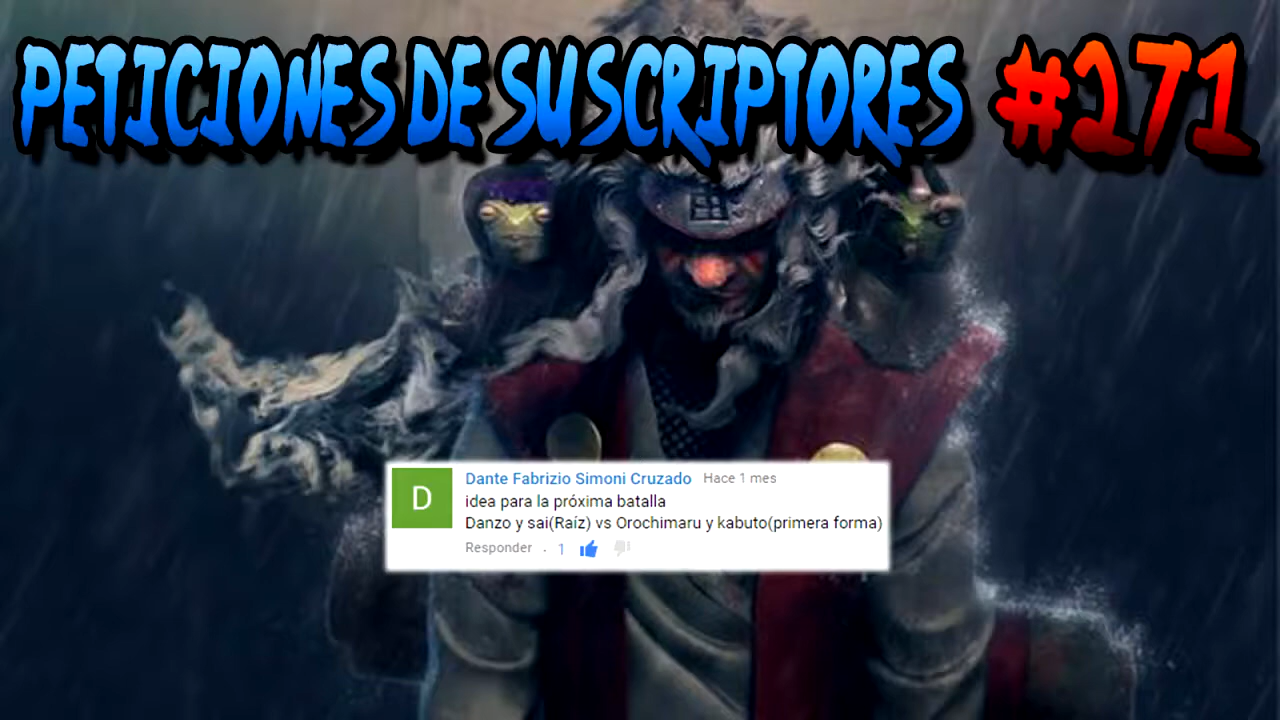 PETICIONES DE SUSCRIPTORES #271
D
Dante Fabrizio Simoni Cruzado Hace 1 mes
idea para la próxima batalla
Danzo y sai(Raíz) vs Orochimaru y kabuto(primera forma)
Responder . 1